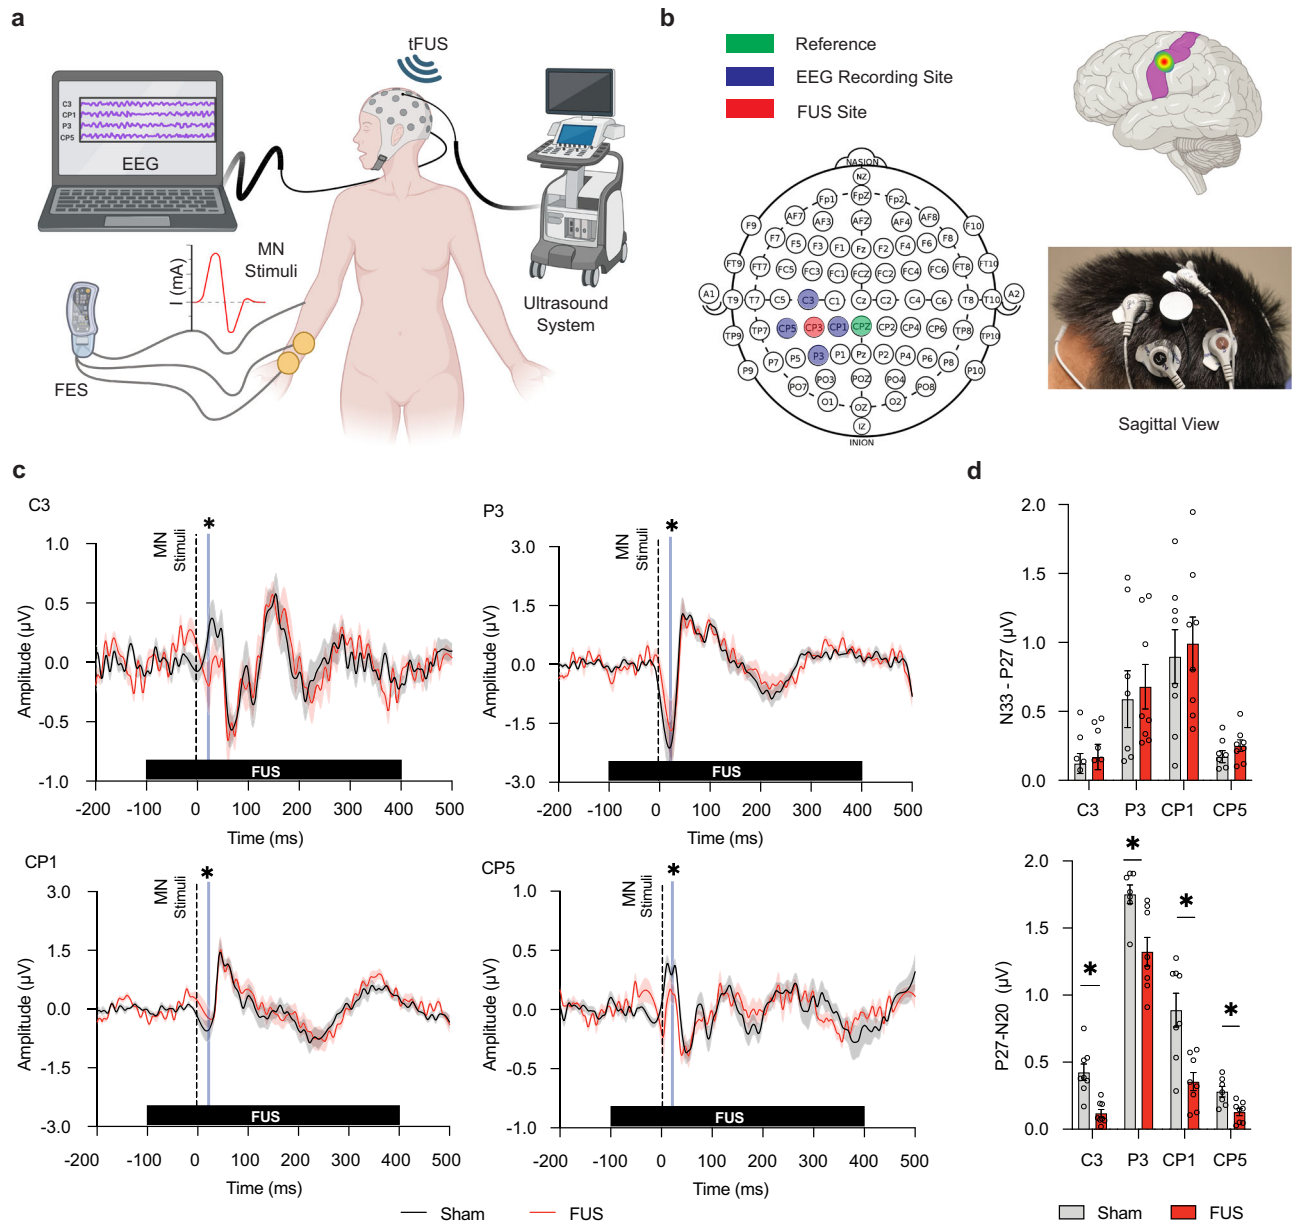 a
tFUS
C3
CP1
P3
CP5
EEG
MN
Stimuli
I (mA)
FES
Ultrasound
System
b
Reference
EEG Recording Site
FUS Site
NASION
NZ
Fp1 FpZ Fp2
AF7 AF3 AFZ AF4 AF8
F9 F7 F5 F3 F1 Fz F2 F4 F6 F8 F10
FT9 FT7 FC5 FC3 FC1 FCZ FC2 FC4 FC6 FT8 FT10
A1 T9 T7 C5 C3 C1 Cz C2 C4 C6 T8 T10 A2
TP9 TP7 CP5 CP3 CP1 CPZ CP2 CP4 CP6 TP8 TP10
P9 P7 P5 P3 P1 Pz P2 P4 P6 P8 P10
PO7 PO3 POZ PO4 PO8
O1 OZ O2
IZ
INION
Sagittal View
c
C3
*
MN
Stimuli
Amplitude (µV)
1.0
0.5
0.0
-0.5
-1.0
FUS
-200 -100 0 100 200 300 400 500
Time (ms)
P3
*
MN
Stimuli
Amplitude (µV)
3.0
1.5
0.0
-1.5
-3.0
FUS
-200 -100 0 100 200 300 400 500
Time (ms)
CP1
*
MN
Stimuli
Amplitude (µV)
3.0
1.5
0.0
-1.5
-3.0
FUS
-200 -100 0 100 200 300 400 500
Time (ms)
CP5
*
MN
Stimuli
Amplitude (µV)
1.0
0.5
0.0
-0.5
-1.0
FUS
-200 -100 0 100 200 300 400 500
Time (ms)
Sham FUS
d
N33 - P27 (µV)
2.0
1.5
1.0
0.5
0.0
C3 P3 CP1 CP5
P27-N20 (µV)
2.0
1.5
1.0
0.5
0.0
* * * *
C3 P3 CP1 CP5
Sham FUS